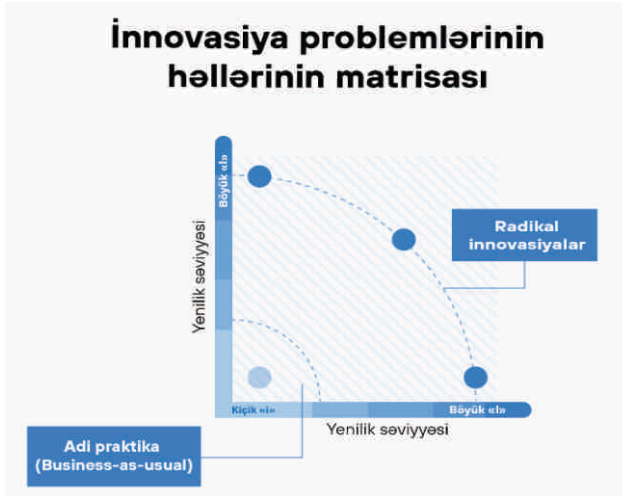 İnnovasiya problemlərinin
həllərinin matrisası
Böyük «I»
Yenilik səviyyəsi
Radikal
innovasiyalar
Kiçik «i»
Böyük «I»
Yenilik səviyyəsi
Adi praktika
(Business-as-usual)